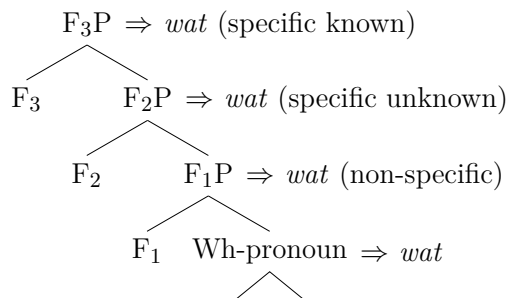 F₃P ⇒ wat (specific known)
F₃ F₂P ⇒ wat (specific unknown)
F₂ F₁P ⇒ wat (non-specific)
F₁ Wh-pronoun ⇒ wat